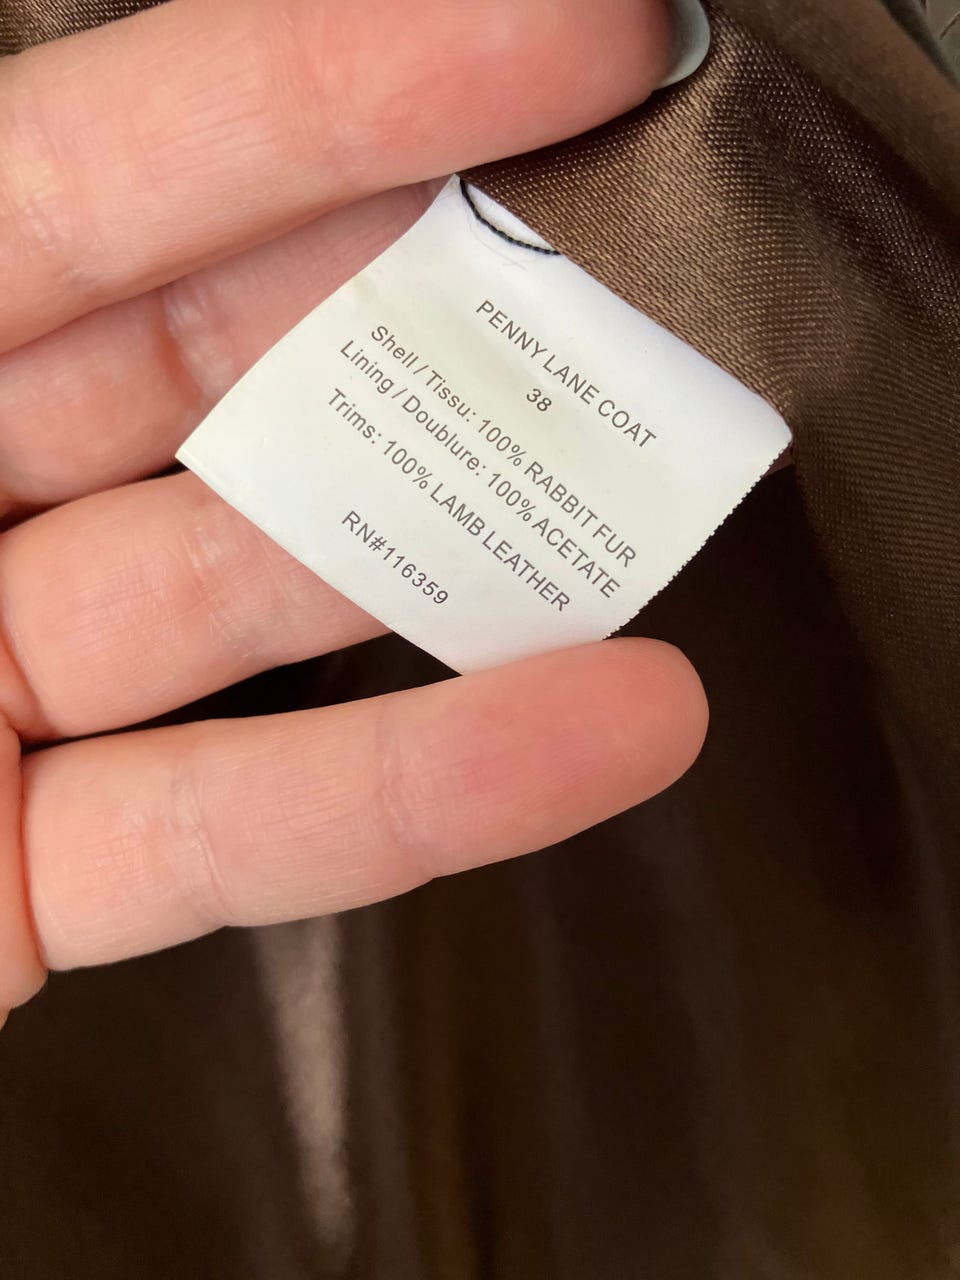 PENNY LANE COAT
38
Shell / Tissu: 100% RABBIT FUR
Lining / Doublure: 100% ACETATE
Trims: 100% LAMB LEATHER
RN#116359